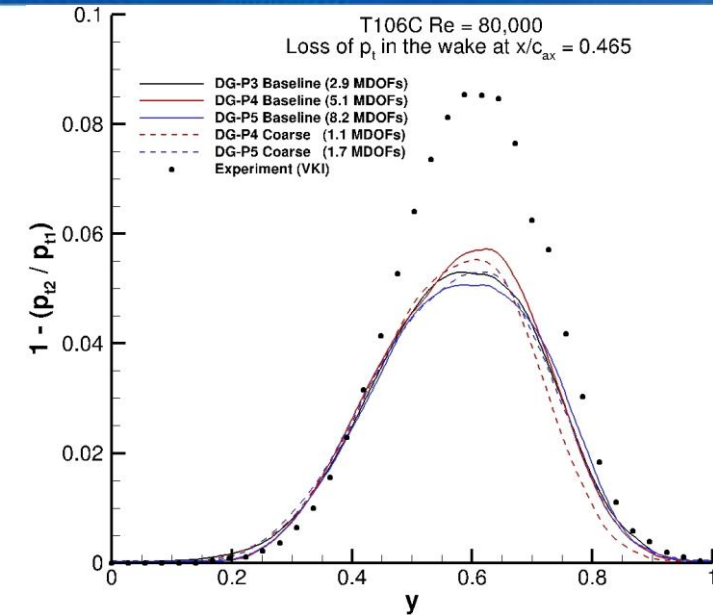 T106C Re = 80,000
Loss of pt in the wake at x/cax = 0.465
DG-P3 Baseline (2.9 MDOFs)
DG-P4 Baseline (5.1 MDOFs)
DG-P5 Baseline (8.2 MDOFs)
DG-P4 Coarse (1.1 MDOFs)
DG-P5 Coarse (1.7 MDOFs)
Experiment (VKI)
1 - (pt2 / pt1)
0.1
0.08
0.06
0.04
0.02
0
0 0.2 0.4 0.6 0.8 1
y